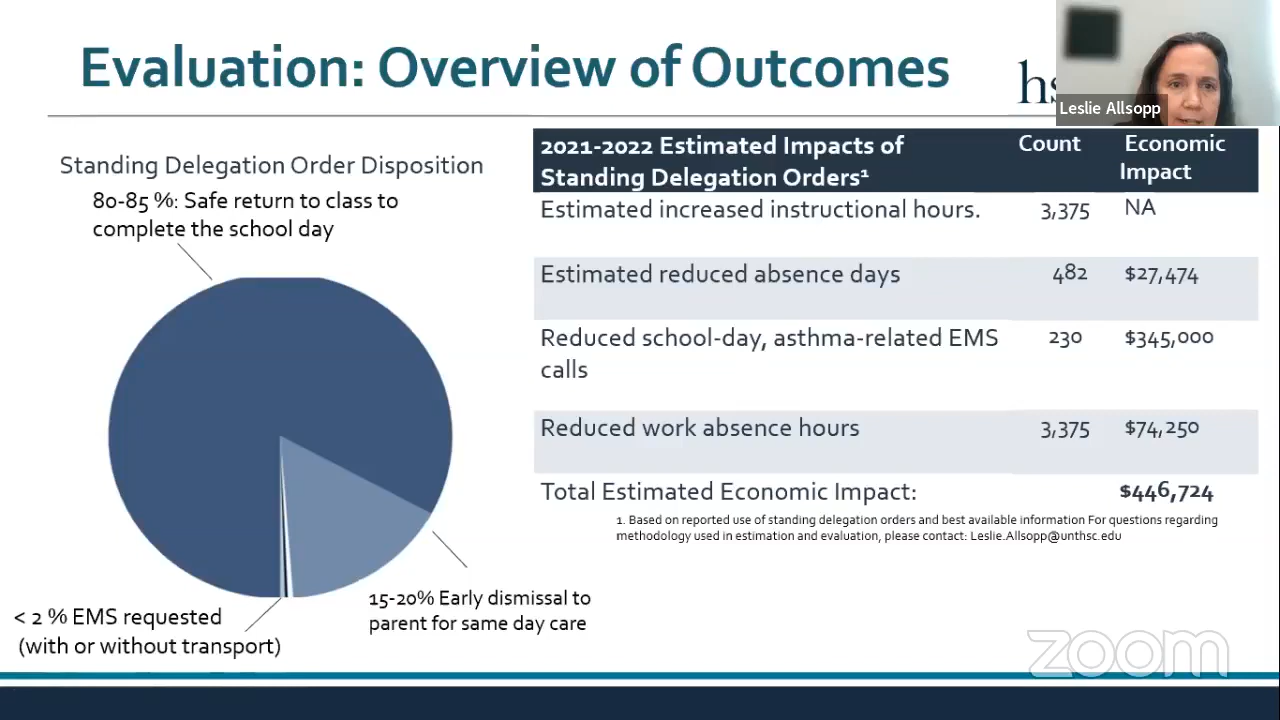 Evaluation: Overview of Outcomes
hs
Leslie Allsopp
Standing Delegation Order Disposition
80-85 %: Safe return to class to
complete the school day
< 2 % EMS requested
(with or without transport)
15-20% Early dismissal to
parent for same day care
2021-2022 Estimated Impacts of
Standing Delegation Orders¹
Count
Economic
Impact
Estimated increased instructional hours.
3,375
NA
Estimated reduced absence days
482
$27,474
Reduced school-day, asthma-related EMS
calls
230
$345,000
Reduced work absence hours
3,375
$74,250
Total Estimated Economic Impact:
$446,724
1. Based on reported use of standing delegation orders and best available information For questions regarding
methodology used in estimation and evaluation, please contact: Leslie.Allsopp@unthsc.edu
zoom